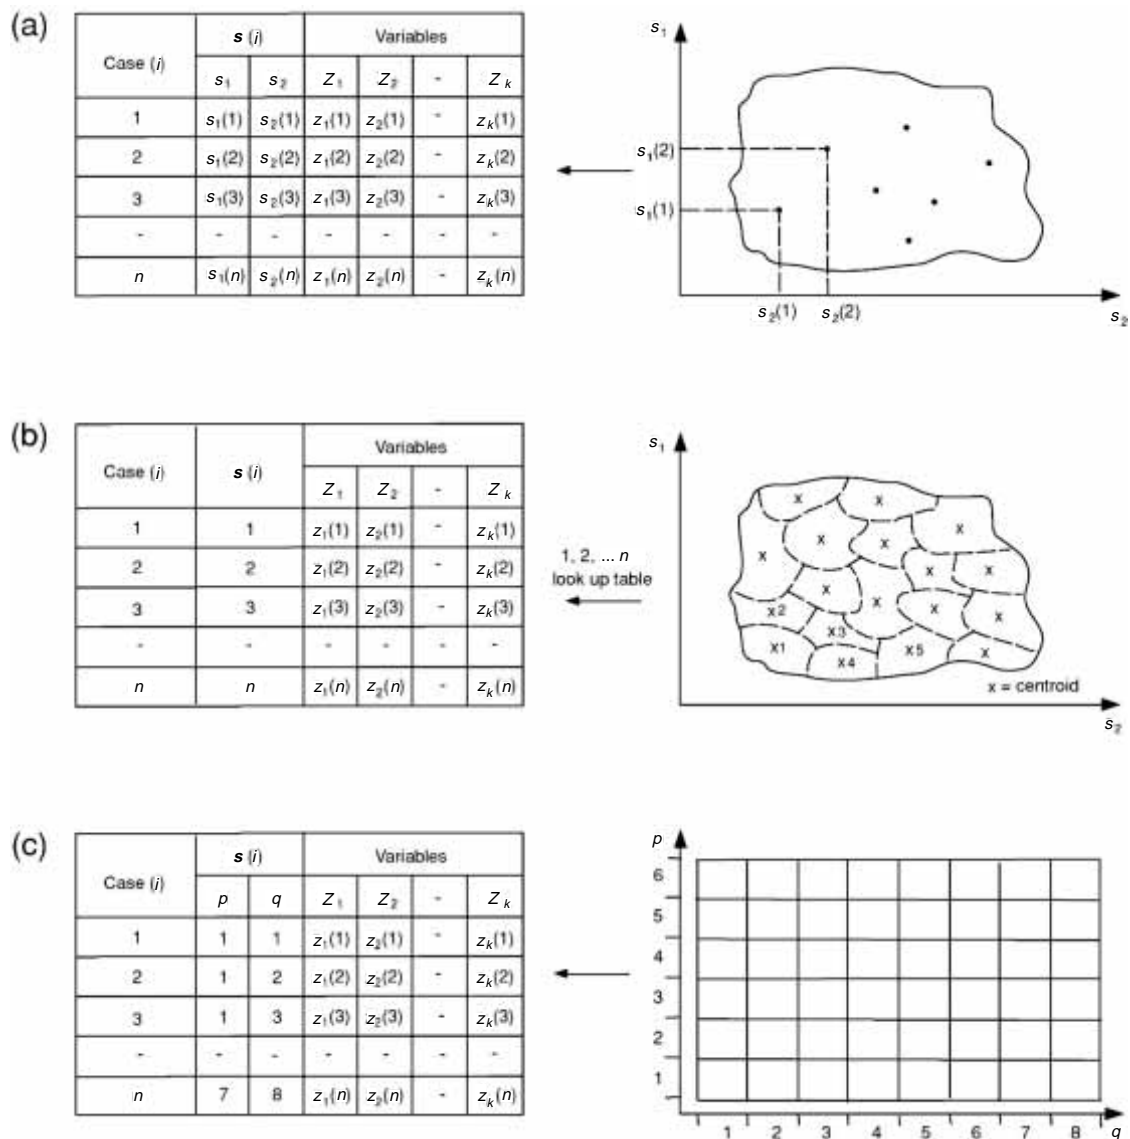 (a)
Case (i) s (i) Variables
s₁ s₂ Z₁ Z₂ - Zₖ
1 s₁(1) s₂(1) z₁(1) z₂(1) - zₖ(1)
2 s₁(2) s₂(2) z₁(2) z₂(2) - zₖ(2)
3 s₁(3) s₂(3) z₁(3) z₂(3) - zₖ(3)
- - - - - - -
n s₁(n) s₂(n) z₁(n) z₂(n) - zₖ(n)
s₁
s₁(2)
s₁(1)
s₂(1) s₂(2)
s₂
(b)
Case (i) s (i) Variables
Z₁ Z₂ - Zₖ
1 1 z₁(1) z₂(1) - zₖ(1)
2 2 z₁(2) z₂(2) - zₖ(2)
3 3 z₁(3) z₂(3) - zₖ(3)
- - - - - -
n n z₁(n) z₂(n) - zₖ(n)
1, 2, ... n
look up table
s₁
x x
x
x x x
x x
x x x
x2 x
x3
x1 x4 x5 x
x = centroid
s₂
(c)
Case (i) s (i) Variables
p q Z₁ Z₂ - Zₖ
1 1 1 z₁(1) z₂(1) - zₖ(1)
2 1 2 z₁(2) z₂(2) - zₖ(2)
3 1 3 z₁(3) z₂(3) - zₖ(3)
- - - - - - -
n 7 8 z₁(n) z₂(n) - zₖ(n)
p
6
5
4
3
2
1
1 2 3 4 5 6 7 8 q